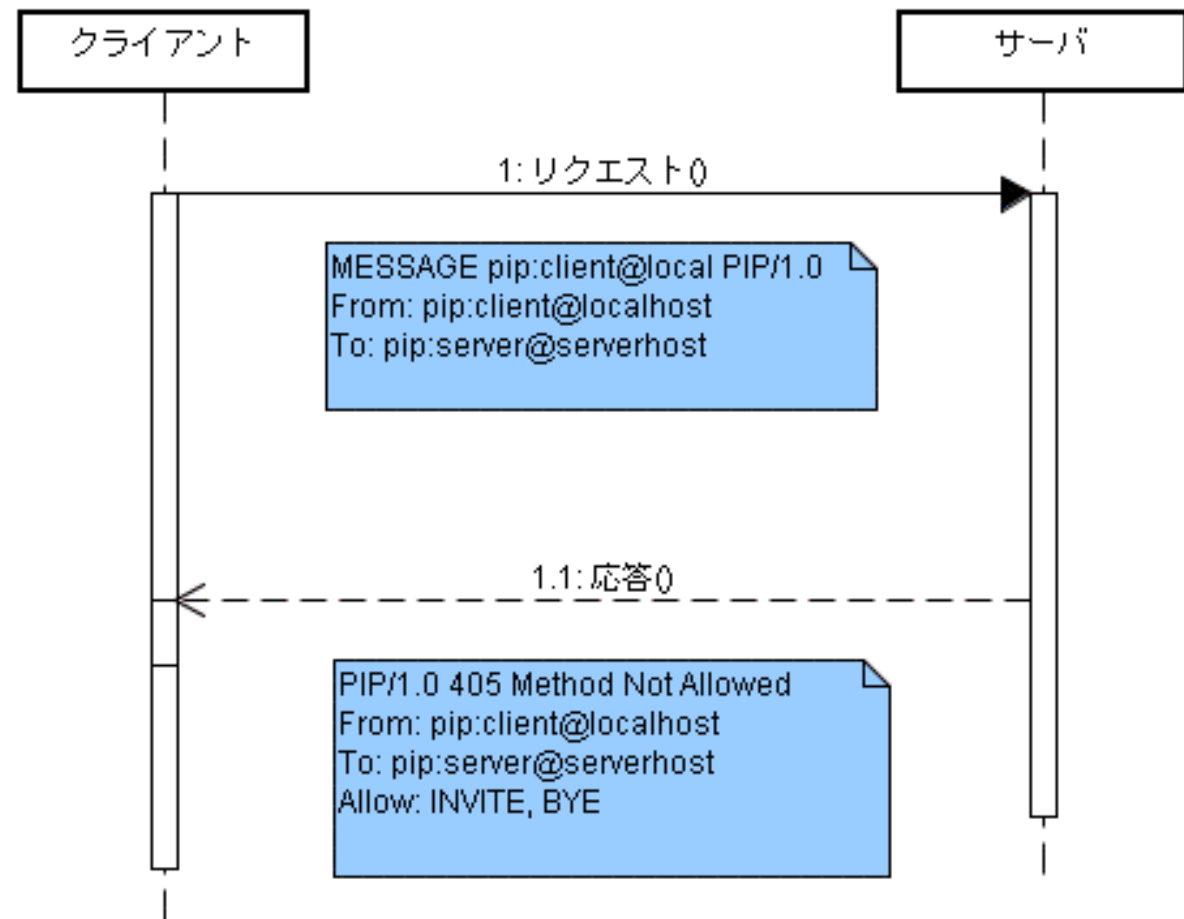 クライアント
サーバ
1: リクエスト()
MESSAGE pip:client@local PIP/1.0
From: pip:client@localhost
To: pip:server@serverhost
1.1: 応答()
PIP/1.0 405 Method Not Allowed
From: pip:client@localhost
To: pip:server@serverhost
Allow: INVITE, BYE